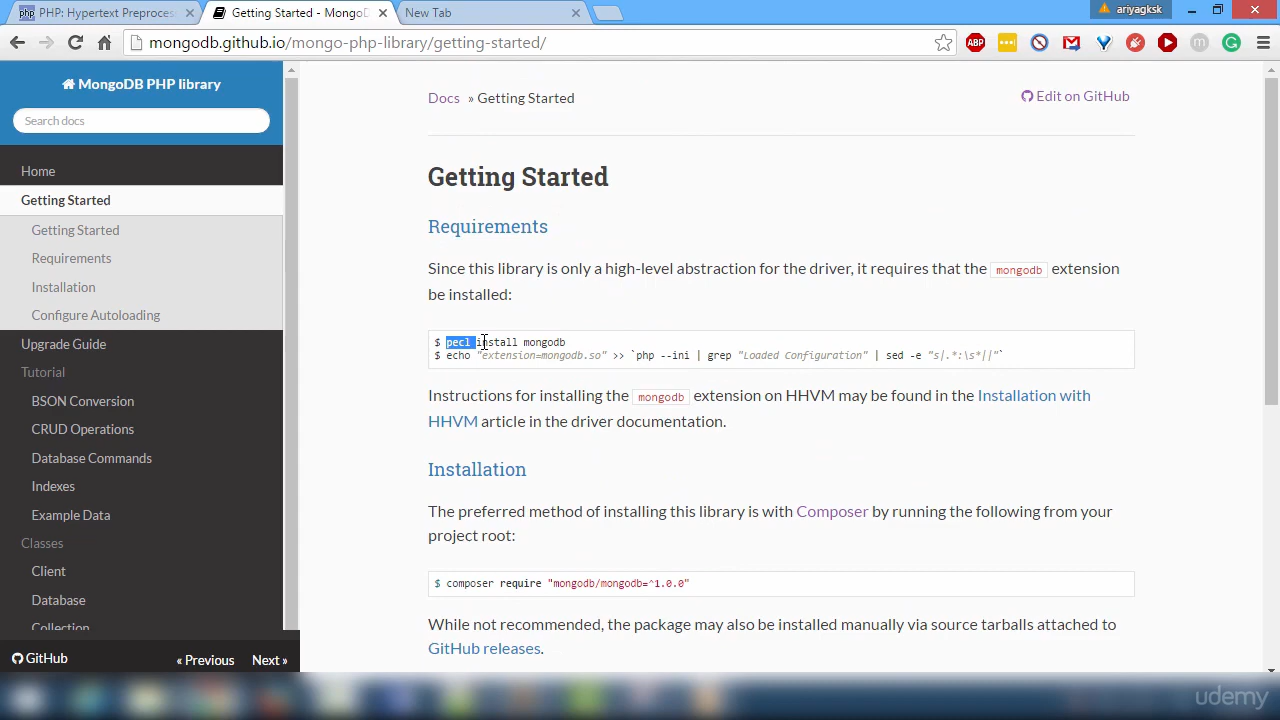 PHP: Hypertext Preproces
Getting Started - MongoD
New Tab
ariyagksk
mongodb.github.io/mongo-php-library/getting-started/
ABP
MongoDB PHP library
Search docs
Home
Getting Started
Getting Started
Requirements
Installation
Configure Autoloading
Upgrade Guide
Tutorial
BSON Conversion
CRUD Operations
Database Commands
Indexes
Example Data
Classes
Client
Database
Collection
GitHub
« Previous
Next »
Docs » Getting Started
Edit on GitHub
Getting Started
Requirements
Since this library is only a high-level abstraction for the driver, it requires that the mongodb extension
be installed:
$ pecl install mongodb
$ echo "extension=mongodb.so" >> `php --ini | grep "Loaded Configuration" | sed -e "s|.*:\s*||"`
Instructions for installing the mongodb extension on HHVM may be found in the Installation with
HHVM article in the driver documentation.
Installation
The preferred method of installing this library is with Composer by running the following from your
project root:
$ composer require "mongodb/mongodb=^1.0.0"
While not recommended, the package may also be installed manually via source tarballs attached to
GitHub releases.
udemy